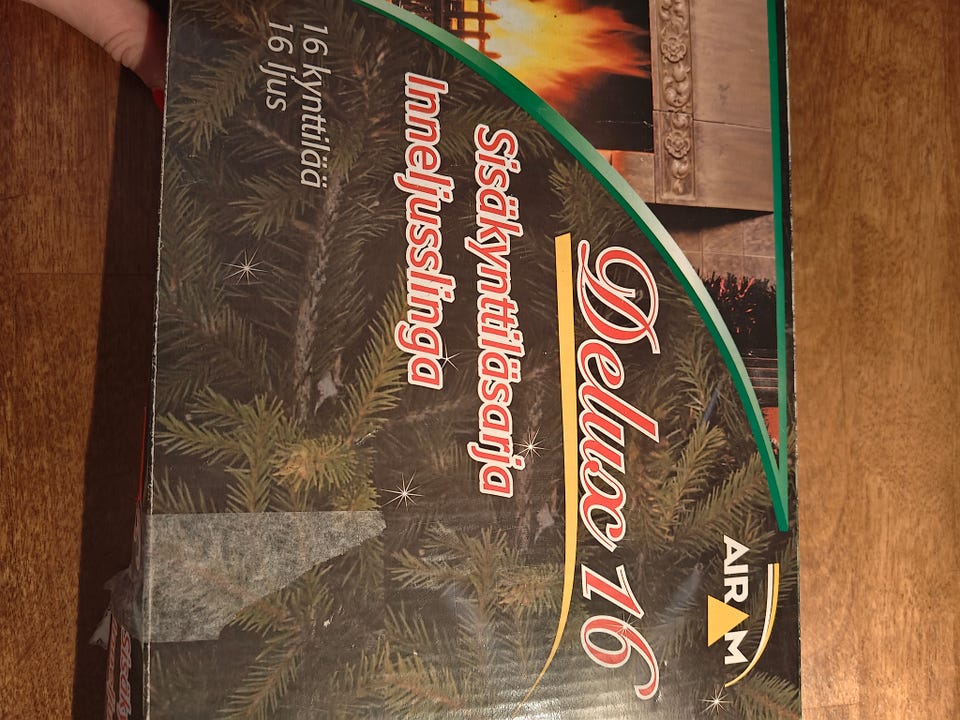 AIRAM
Delux 16
Sisäkynttiläsarja
Inneljusslinga
16 kynttilää
16 ljus